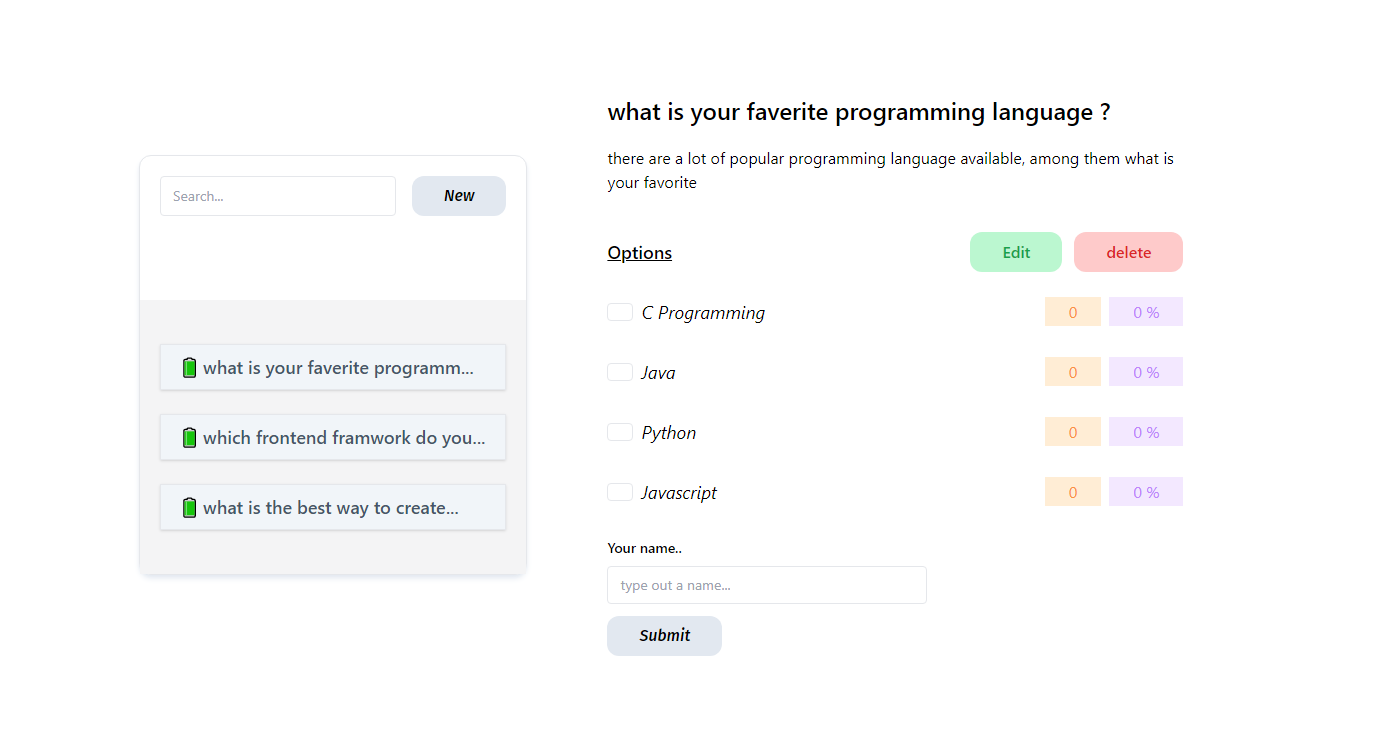 Search...
New
what is your faverite programm...
which frontend framwork do you...
what is the best way to create...
what is your faverite programming language ?
there are a lot of popular programming language available, among them what is
your favorite
Options
Edit
delete
C Programming
0
0 %
Java
0
0 %
Python
0
0 %
Javascript
0
0 %
Your name..
type out a name...
Submit